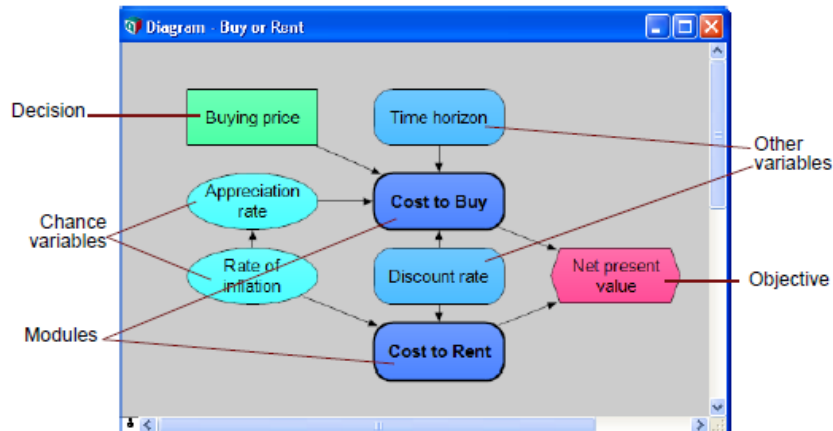 Diagram - Buy or Rent
Decision
Buying price
Time horizon
Other
variables
Appreciation
rate
Cost to Buy
Chance
variables
Rate of
inflation
Discount rate
Net present
value
Objective
Modules
Cost to Rent